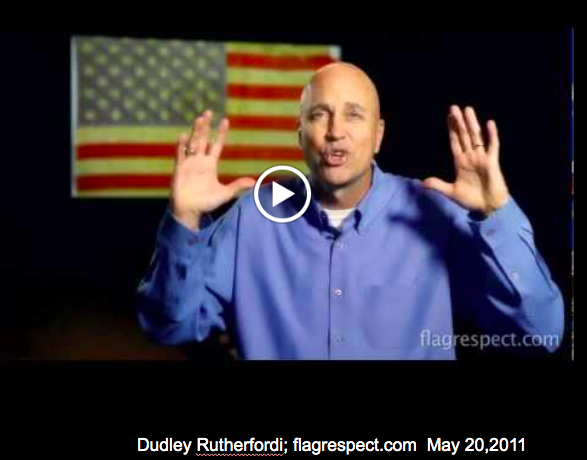 flagrespect.com
Dudley Rutherfordi; flagrespect.com May 20,2011